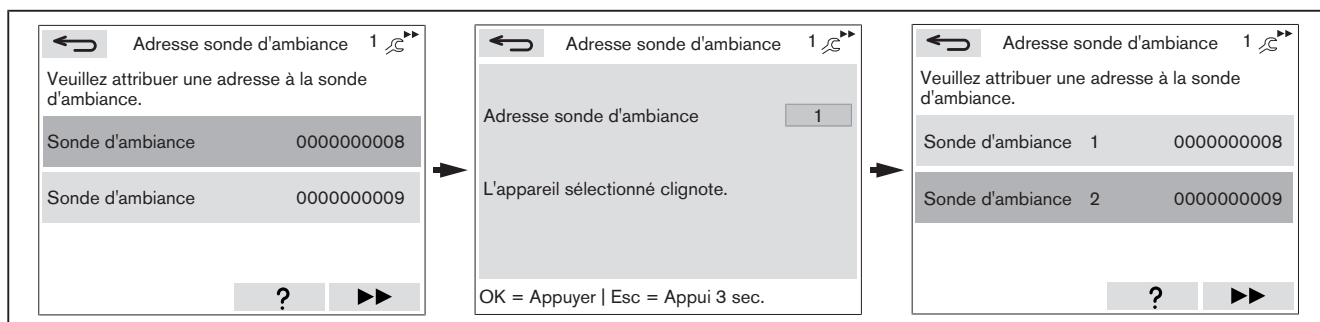 Adresse sonde d'ambiance 1
Veuillez attribuer une adresse à la sonde
d'ambiance.
Sonde d'ambiance 0000000008
Sonde d'ambiance 0000000009
?
Adresse sonde d'ambiance 1
Adresse sonde d'ambiance 1
L'appareil sélectionné clignote.
OK = Appuyer | Esc = Appui 3 sec.
Adresse sonde d'ambiance 1
Veuillez attribuer une adresse à la sonde
d'ambiance.
Sonde d'ambiance 1 0000000008
Sonde d'ambiance 2 0000000009
?